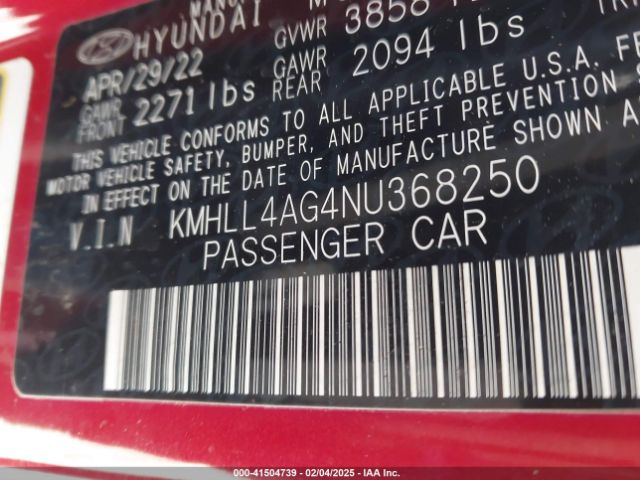 HYUNDAI
GVWR 3858
APR/29/22 GAWR REAR 2094 lbs
GAWR FRONT 2271 lbs
THIS VEHICLE CONFORMS TO ALL APPLICABLE U.S.A. FE
MOTOR VEHICLE SAFETY, BUMPER, AND THEFT PREVENTION
IN EFFECT ON THE DATE OF MANUFACTURE SHOWN A
V.I.N KMHLL4AG4NU368250
PASSENGER CAR
000-41504739 - 02/04/2025 - IAA Inc.